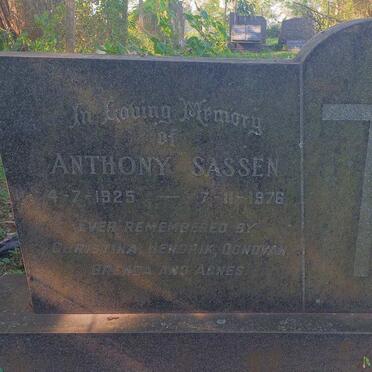 In Loving Memory
of
ANTHONY SASSEN
4-7-1925 — 7-11-1976
EVER REMEMBERED BY
CHRISTINA, HENDRIK, DONOVAN
BRENDA AND AGNES